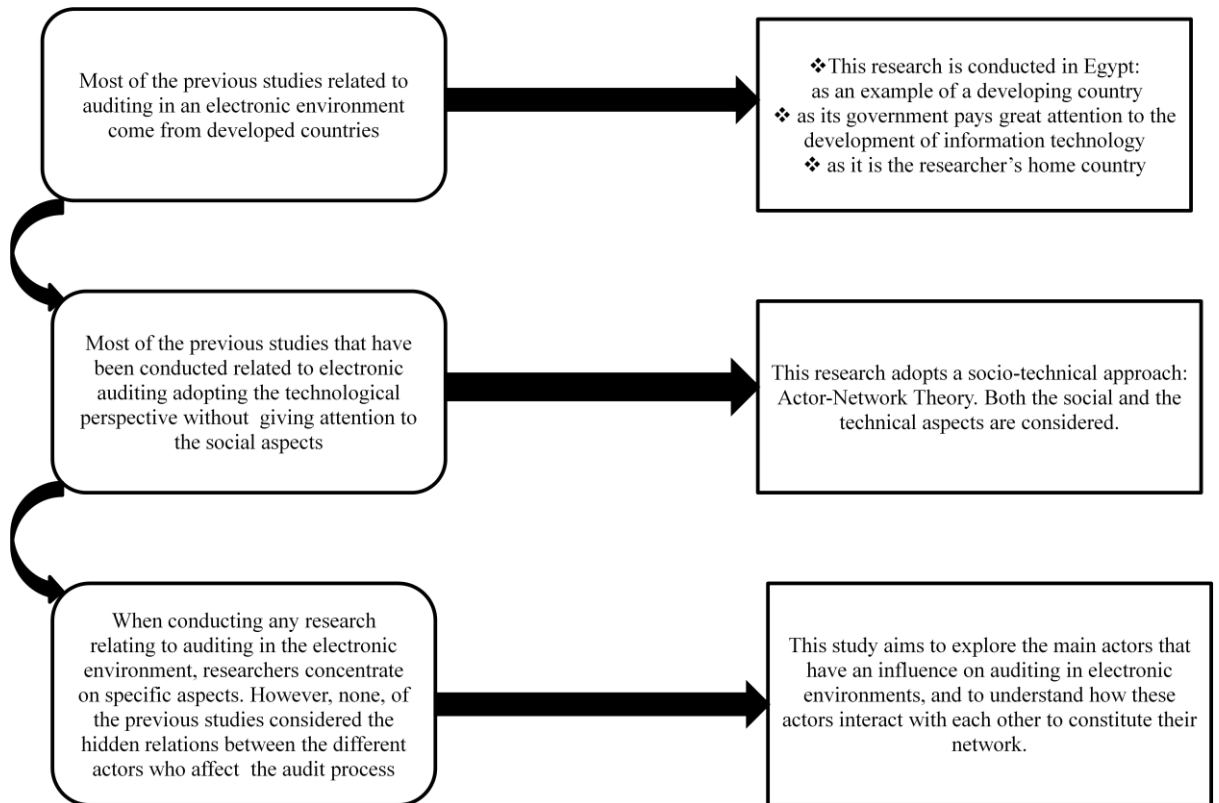 Most of the previous studies related to
auditing in an electronic environment
come from developed countries
❖This research is conducted in Egypt:
as an example of a developing country
❖ as its government pays great attention to the
development of information technology
❖ as it is the researcher's home country
Most of the previous studies that have
been conducted related to electronic
auditing adopting the technological
perspective without giving attention to
the social aspects
This research adopts a socio-technical approach:
Actor-Network Theory. Both the social and the
technical aspects are considered.
When conducting any research
relating to auditing in the electronic
environment, researchers concentrate
on specific aspects. However, none, of
the previous studies considered the
hidden relations between the different
actors who affect the audit process
This study aims to explore the main actors that
have an influence on auditing in electronic
environments, and to understand how these
actors interact with each other to constitute their
network.